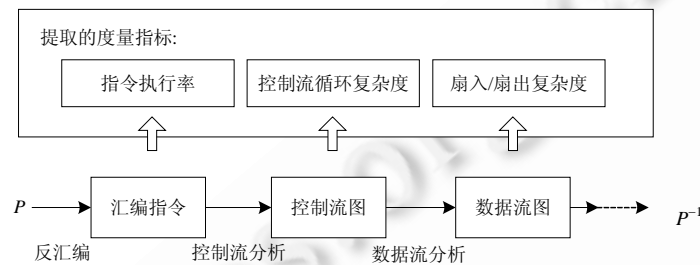 提取的度量指标:
指令执行率 控制流循环复杂度 扇入/扇出复杂度
P 汇编指令 控制流图 数据流图 P⁻¹
反汇编 控制流分析 数据流分析